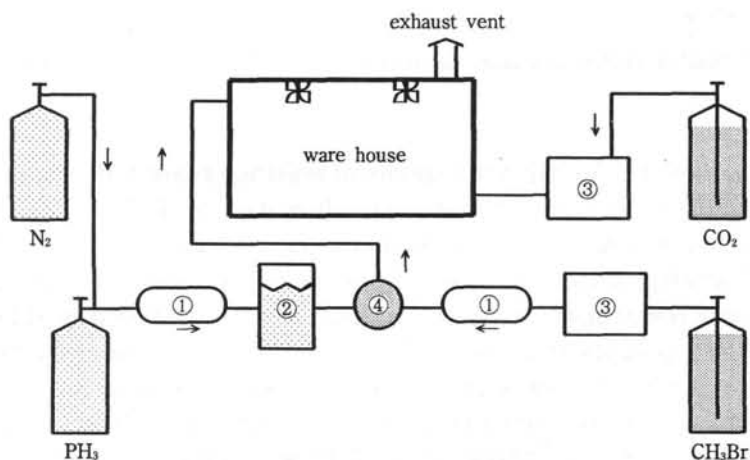 exhaust vent
ware house
N₂
③
CO₂
①
②
④
①
③
PH₃
CH₃Br